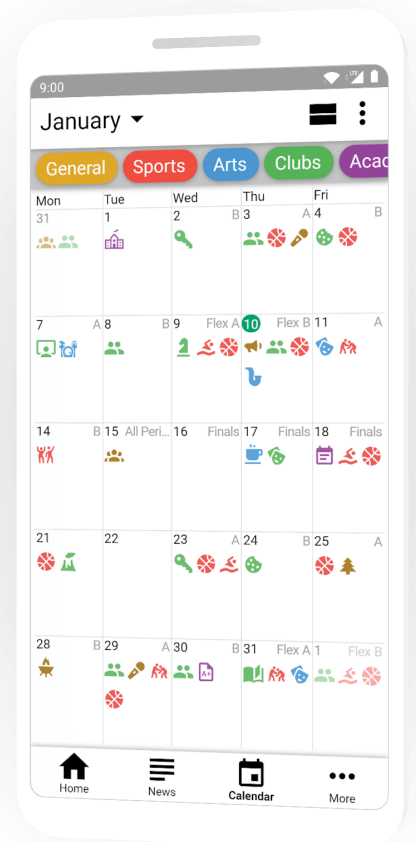 9:00
LTE
January
General Sports Arts Clubs Acad
Mon Tue Wed Thu Fri
31 1 2 B 3 A 4 B
7 A 8 B 9 Flex A 10 Flex B 11 A
14 B 15 All Peri... 16 Finals 17 Finals 18 Finals
21 22 23 A 24 B 25 A
A+
28 B 29 A 30 B 31 Flex A 1 Flex B
Home News Calendar More